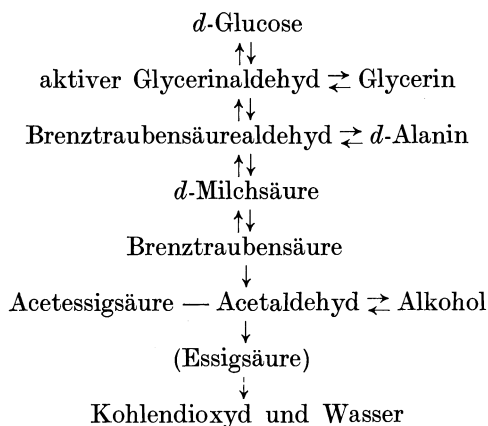 d-Glucose
↑↓
aktiver Glycerinaldehyd ⇄ Glycerin
↑↓
Brenztraubensäurealdehyd ⇄ d-Alanin
↑↓
d-Milchsäure
↑↓
Brenztraubensäure
↓
Acetessigsäure — Acetaldehyd ⇄ Alkohol
↓
(Essigsäure)
↓
Kohlendioxyd und Wasser